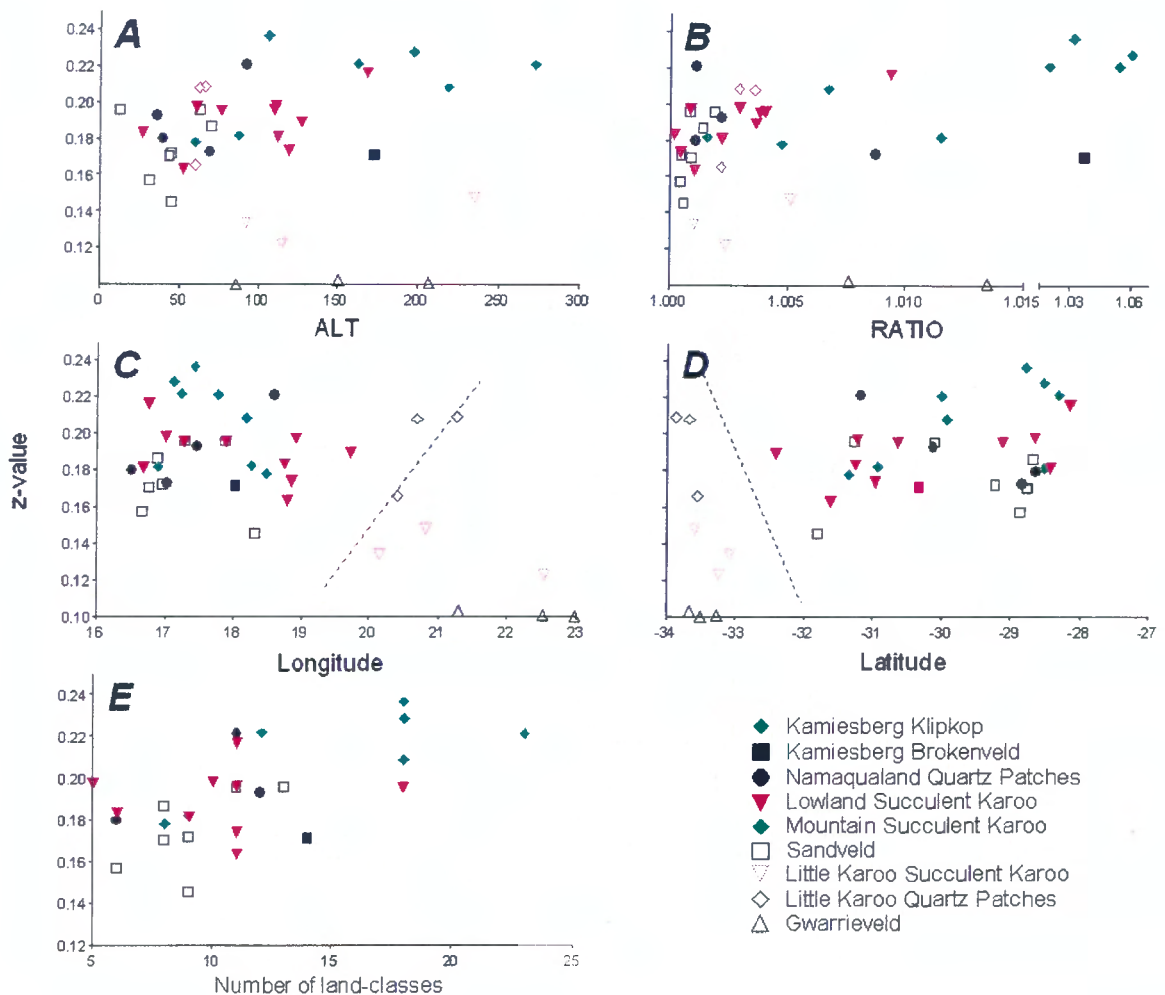 A
0.24
0.22
0.20
0.18
0.16
0.14
0.12
0 50 100 150 200 250 300
ALT
B
1.000 1.005 1.010 1.015 1.03 1.06
RATIO
z-value
C
0.24
0.22
0.20
0.18
0.16
0.14
0.12
0.10
16 17 18 19 20 21 22 23
Longitude
D
-34 -33 -32 -31 -30 -29 -28 -27
Latitude
E
0.24
0.22
0.20
0.18
0.16
0.14
0.12
5 10 15 20 25
Number of land-classes
Kamiesberg Klipkop
Kamiesberg Brokenveld
Namaqualand Quartz Patches
Lowland Succulent Karoo
Mountain Succulent Karoo
Sandveld
Little Karoo Succulent Karoo
Little Karoo Quartz Patches
Gwarrieveld